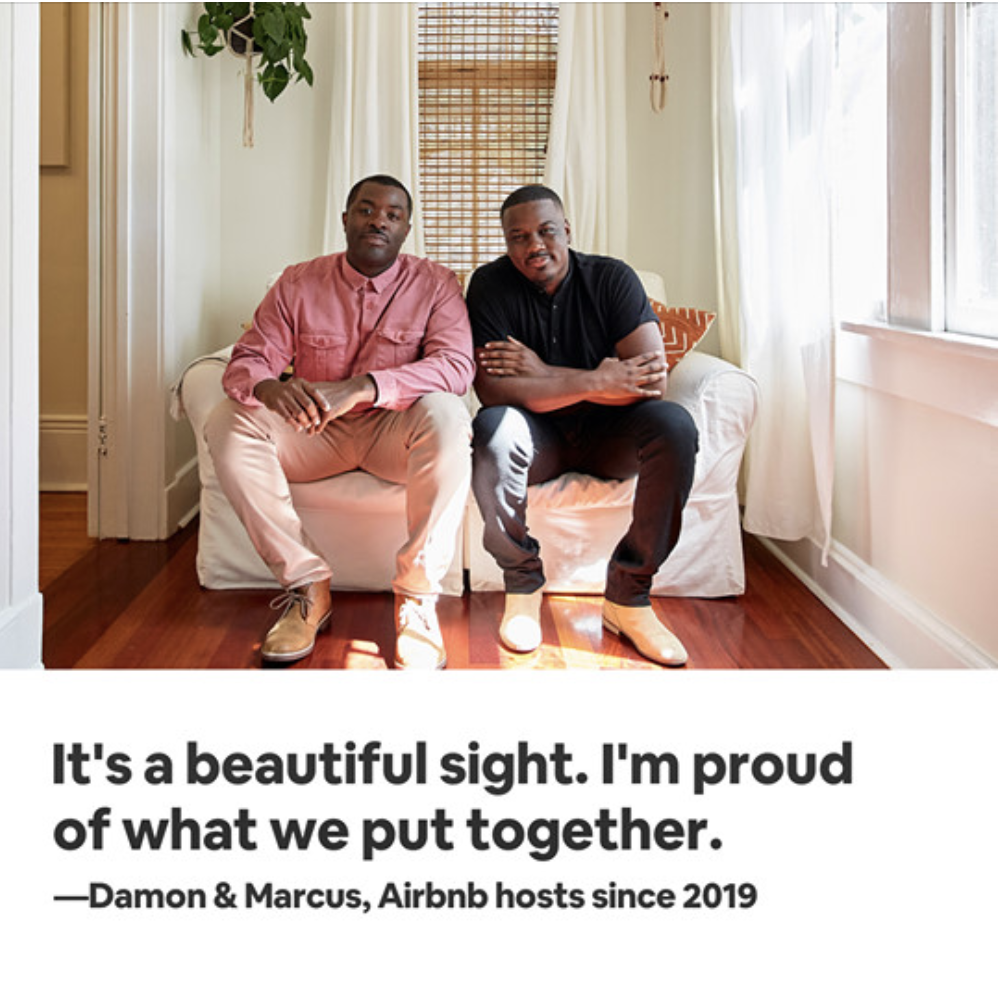 It's a beautiful sight. I'm proud
of what we put together.
—Damon & Marcus, Airbnb hosts since 2019